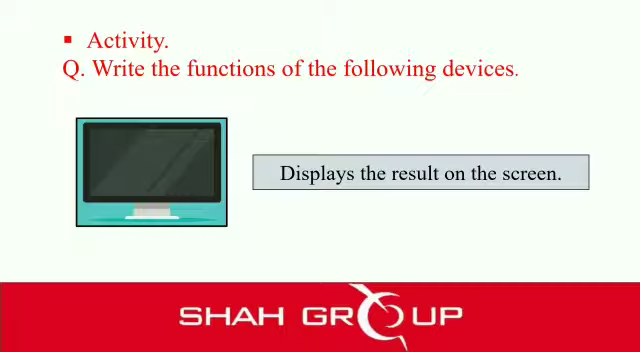 ▪ Activity.
Q. Write the functions of the following devices.
Displays the result on the screen.
SHAH GROUP